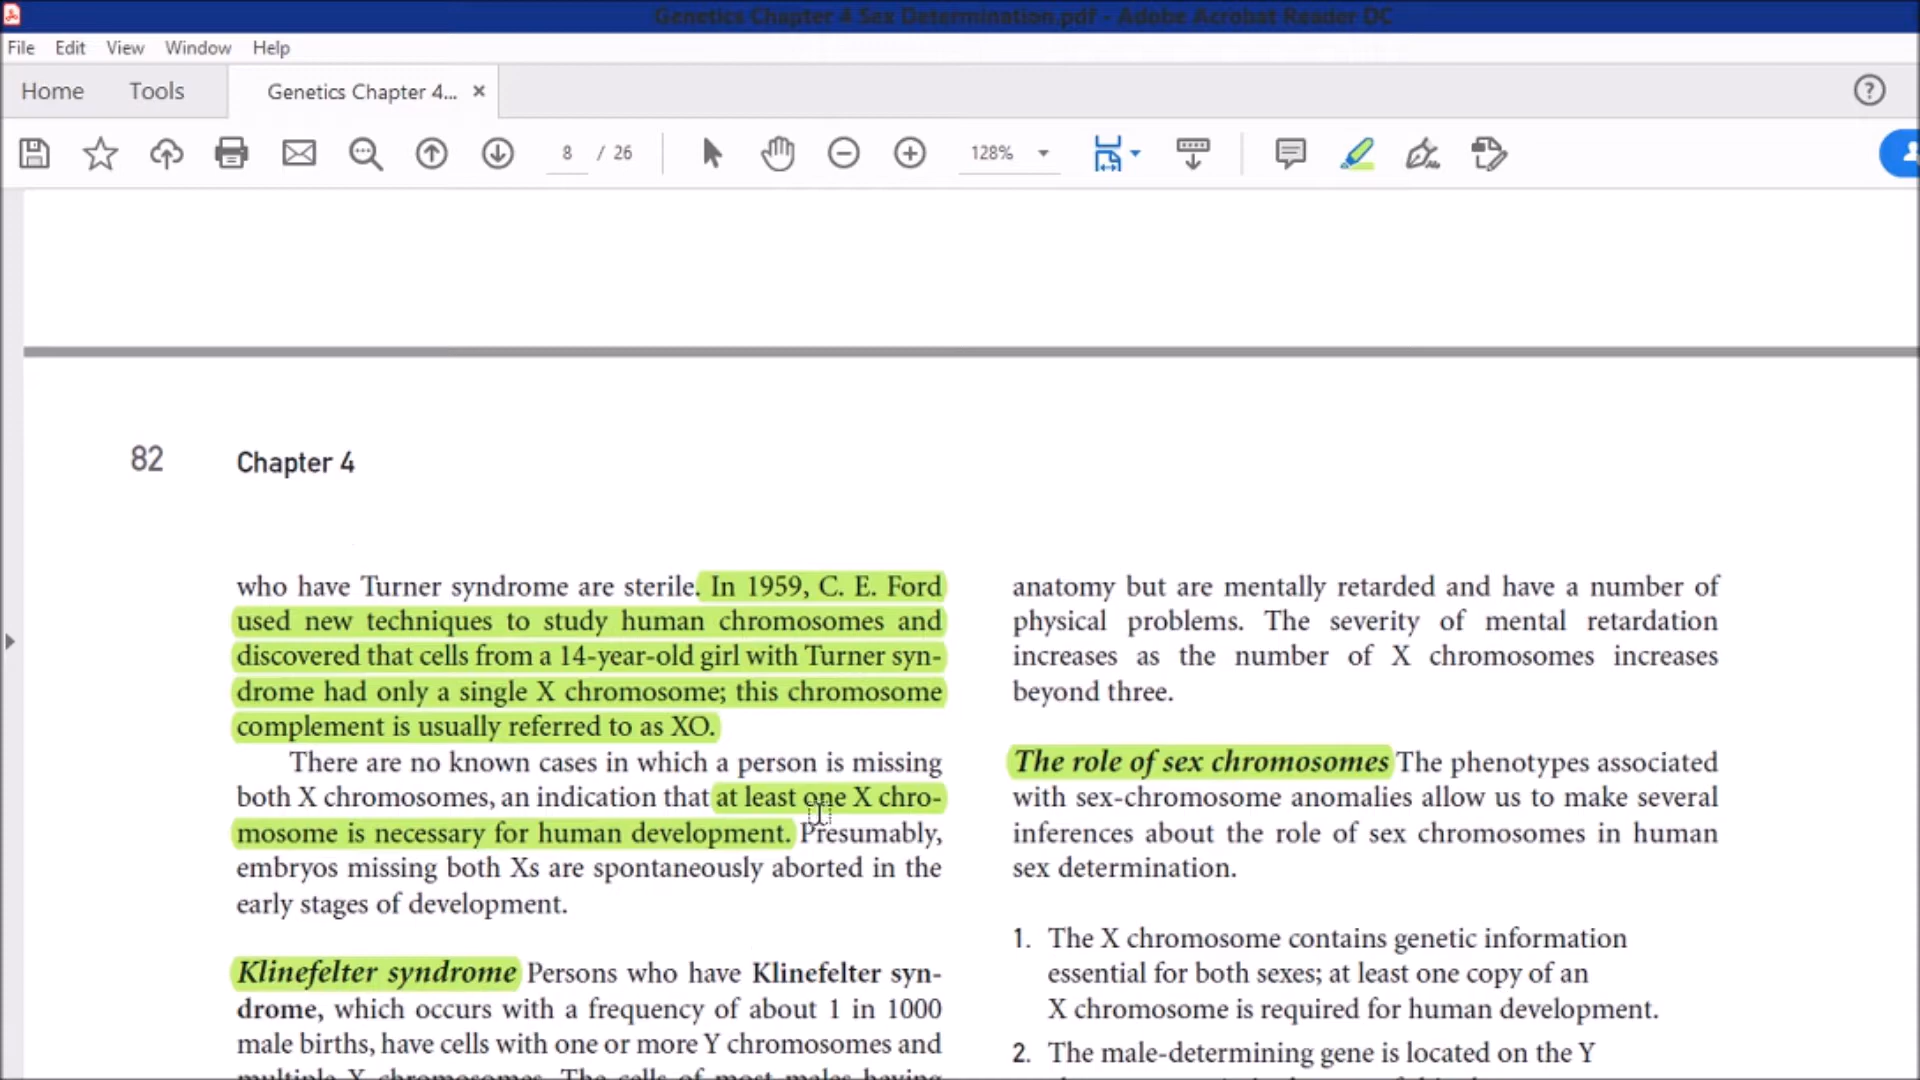 Genetics Chapter 4 Sex Determination.pdf - Adobe Acrobat Reader DC
File Edit View Window Help
Home Tools Genetics Chapter 4... ×
8 / 26 128%
82 Chapter 4
who have Turner syndrome are sterile. In 1959, C. E. Ford
used new techniques to study human chromosomes and
discovered that cells from a 14-year-old girl with Turner syn-
drome had only a single X chromosome; this chromosome
complement is usually referred to as XO.
There are no known cases in which a person is missing
both X chromosomes, an indication that at least one X chro-
mosome is necessary for human development. Presumably,
embryos missing both Xs are spontaneously aborted in the
early stages of development.
Klinefelter syndrome Persons who have Klinefelter syn-
drome, which occurs with a frequency of about 1 in 1000
male births, have cells with one or more Y chromosomes and
multiple X chromosomes. The cells of most males having
anatomy but are mentally retarded and have a number of
physical problems. The severity of mental retardation
increases as the number of X chromosomes increases
beyond three.
The role of sex chromosomes The phenotypes associated
with sex-chromosome anomalies allow us to make several
inferences about the role of sex chromosomes in human
sex determination.
1. The X chromosome contains genetic information
essential for both sexes; at least one copy of an
X chromosome is required for human development.
2. The male-determining gene is located on the Y